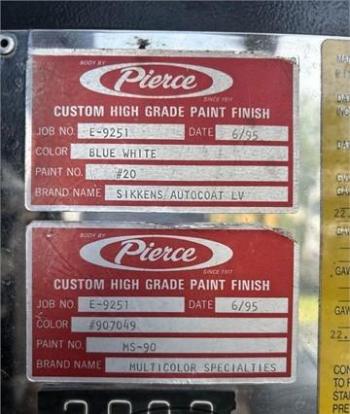 BODY BY
Pierce
SINCE 1917
CUSTOM HIGH GRADE PAINT FINISH
JOB NO. E-9251 DATE 6/95
COLOR BLUE WHITE
PAINT NO. #20
BRAND NAME SIKKENS AUTOCOAT LV
BODY BY
Pierce
SINCE 1917
CUSTOM HIGH GRADE PAINT FINISH
JOB NO. E-9251 DATE 6/95
COLOR #907049
PAINT NO. MS-90
BRAND NAME MULTICOLOR SPECIALTIES